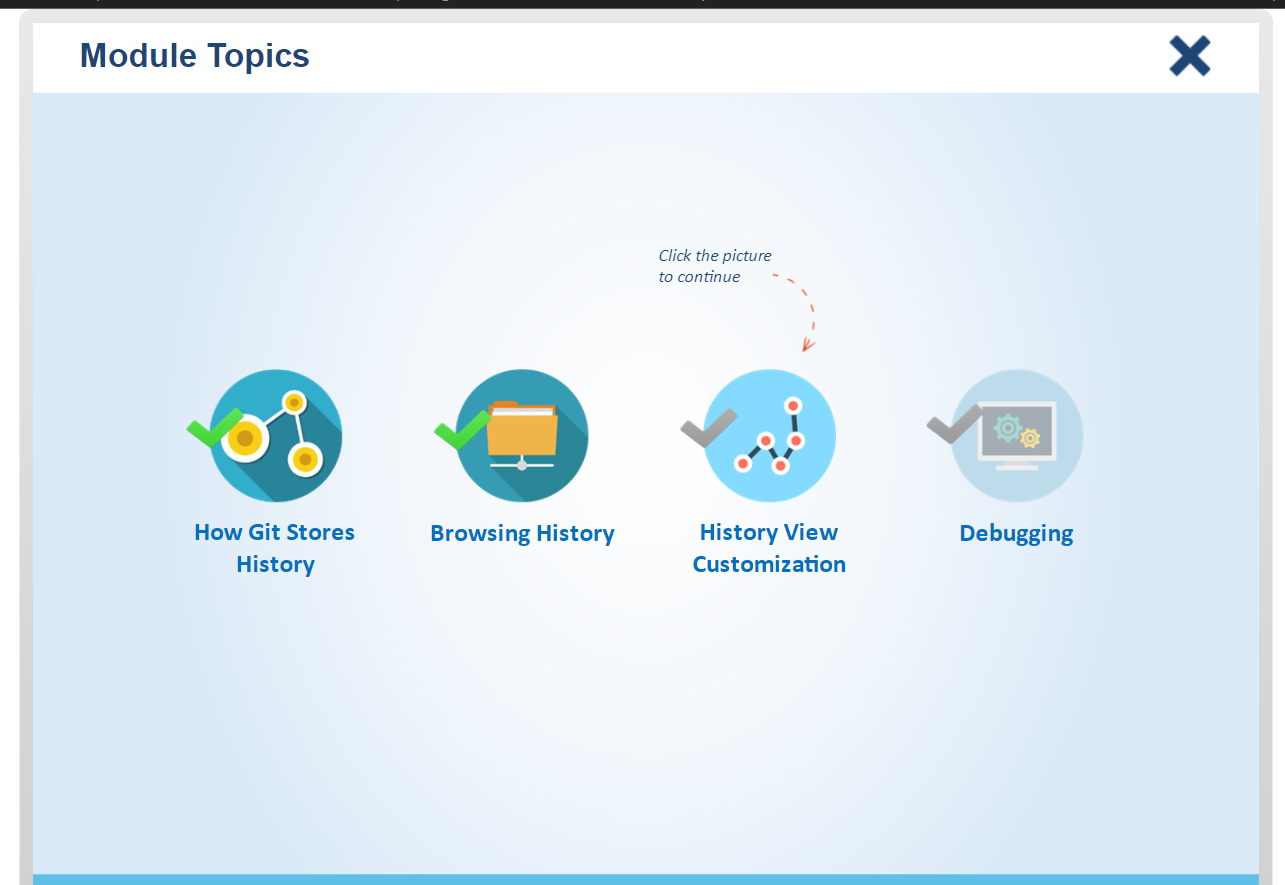 Module Topics
Click the picture
to continue
How Git Stores
History
Browsing History
History View
Customization
Debugging